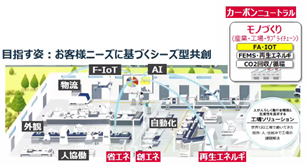 カーボンニュートラル
モノづくり
(産業・工場・サプライチェーン)
FA・IOT
FEMS・再生エネルギ
CO2回収/循環
目指す姿：お客様ニーズに基づくシーズ型共創
F-IoT
AI
物流
外観
自動化
人協働
省エネ
創エネ
再生エネルギ
工場ソリューション